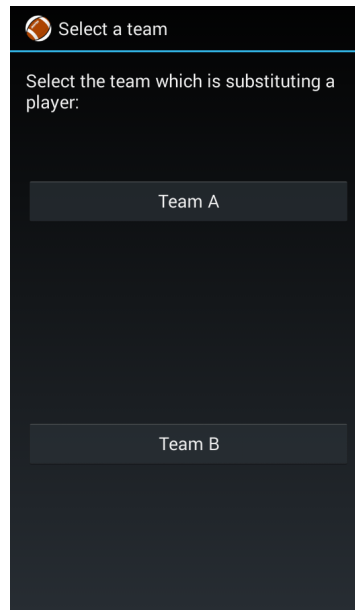 Select a team
Select the team which is substituting a
player:
Team A
Team B